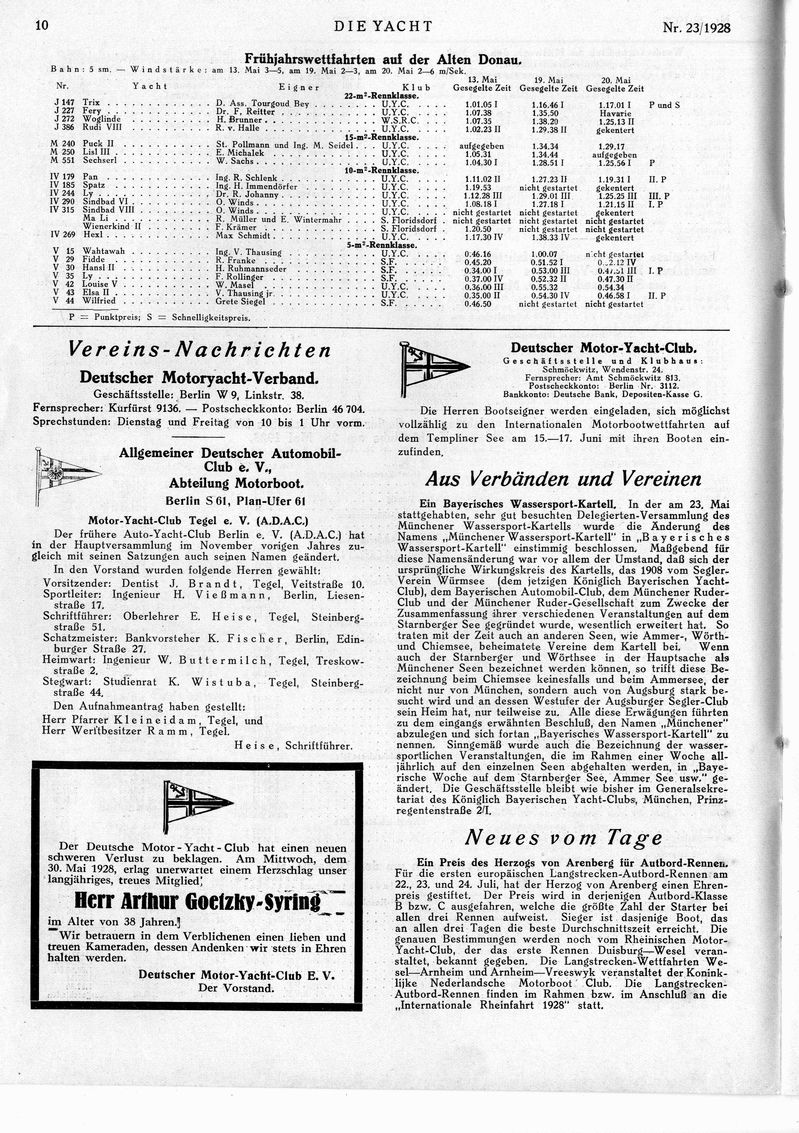 10
DIE YACHT
Nr. 23/1928
Frühjahrswettfahrten auf der Alten Donau.
Bahn: 5 sm. — Windstärke: am 13. Mai 3—5, am 19. Mai 2—3, am 20. Mai 2—6 m/Sek.
13. Mai 19. Mai 20. Mai
Nr. Yacht Eigner Klub Gesegelte Zeit Gesegelte Zeit Gesegelte Zeit
22-m²-Rennklasse.
J 147 Trix D. Ass. Tourgoud Bey U.Y.C. 1.01.05 I 1.16.46 I 1.17.01 I P und S
J 227 Fery Dr. F. Reitter U.Y.C. 1.07.38 1.35.50 Havarie
J 272 Woglinde H. Brunner W.S.R.C. 1.07.35 1.38.20 1.25.13 II
J 386 Rudi VIII R. v. Halle U.Y.C. 1.02.23 II 1.29.38 II gekentert
15-m²-Rennklasse.
M 240 Puck II St. Pollmann und Ing. M. Seidel U.Y.C. aufgegeben 1.34.34 1.29.17
M 250 Lisl III E. Michalek U.Y.C. 1.05.31 1.34.44 aufgegeben
M 551 Sechserl W. Sachs U.Y.C. 1.04.30 I 1.28.51 I 1.25.56 I P
10-m²-Rennklasse.
IV 179 Pan Ing. R. Schlenk U.Y.C. 1.11.02 II 1.27.23 II 1.19.31 I II. P
IV 185 Spatz Ing. H. Immendörfer U.Y.C. 1.19.53 nicht gestartet gekentert
IV 244 Ly Dr. R. Johanny U.Y.C. 1.12.28 III 1.29.01 III 1.25.25 III III. P
IV 290 Sindbad VI O. Winds U.Y.C. 1.08.18 I 1.27.18 I 1.21.15 II I. P
IV 315 Sindbad VIII O. Winds U.Y.C. nicht gestartet nicht gestartet gekentert
Ma Li R. Müller und E. Wintermahr S. Floridsdorf nicht gestartet nicht gestartet nicht gestartet
Wienerkind II F. Krämer S. Floridsdorf 1.20.50 nicht gestartet nicht gestartet
IV 269 Hexl Max Schmidt U.Y.C. 1.17.30 IV 1.38.33 IV gekentert
5-m²-Rennklasse.
V 15 Wahtawah Ing. V. Thausing U.Y.C. 0.46.16 1.00.07 nicht gestartet
V 29 Fidde R. Franke S.F. 0.45.20 0.51.52 I IV
V 30 Hansl II H. Ruhmannseder S.F. 0.34.00 I 0.53.00 III III I. P
V 35 Ly F. Rollinger S.F. 0.37.00 IV 0.52.32 II 0.47.30 II
V 42 Louise V W. Masel U.Y.C. 0.36.00 III 0.55.32 0.54.34
V 43 Elsa II V. Thausing jr. U.Y.C. 0.35.00 II 0.54.30 IV 0.46.58 I II. P
V 44 Wilfried Grete Siegel S.F. 0.46.50 nicht gestartet nicht gestartet
P = Punktpreis; S = Schnelligkeitspreis.
Vereins-Nachrichten
Deutscher Motoryacht-Verband.
Geschäftsstelle: Berlin W 9, Linkstr. 38.
Fernsprecher: Kurfürst 9136. — Postscheckkonto: Berlin 46 704.
Sprechstunden: Dienstag und Freitag von 10 bis 1 Uhr vorm.
Allgemeiner Deutscher Automobil-
Club e. V.,
Abteilung Motorboot.
Berlin S 61, Plan-Ufer 61
Motor-Yacht-Club Tegel e. V. (A.D.A.C.)
Der frühere Auto-Yacht-Club Berlin e. V. (A.D.A.C.) hat
in der Hauptversammlung im November vorigen Jahres zu-
gleich mit seinen Satzungen auch seinen Namen geändert.
In den Vorstand wurden folgende Herren gewählt:
Vorsitzender: Dentist J. Brandt, Tegel, Veitstraße 10.
Sportleiter: Ingenieur H. Vießmann, Berlin, Liesen-
straße 17.
Schriftführer: Oberlehrer E. Heise, Tegel, Steinberg-
straße 51.
Schatzmeister: Bankvorsteher K. Fischer, Berlin, Edin-
burger Straße 27.
Heimwart: Ingenieur W. Buttermilch, Tegel, Treskow-
straße 2.
Stegwart: Studienrat K. Wistuba, Tegel, Steinberg-
straße 44.
Den Aufnahmeantrag haben gestellt:
Herr Pfarrer Kleineidam, Tegel, und
Herr Werftbesitzer Ramm, Tegel.
Heise, Schriftführer.
Der Deutsche Motor-Yacht-Club hat einen neuen
schweren Verlust zu beklagen. Am Mittwoch, dem
30. Mai 1928, erlag unerwartet einem Herzschlag unser
langjähriges, treues Mitglied
Herr Arthur Goetzky-Syring
im Alter von 38 Jahren.
Wir betrauern in dem Verblichenen einen lieben und
treuen Kameraden, dessen Andenken wir stets in Ehren
halten werden.
Deutscher Motor-Yacht-Club E. V.
Der Vorstand.
Deutscher Motor-Yacht-Club.
Geschäftsstelle und Klubhaus:
Schmöckwitz, Wendenstr. 24.
Fernsprecher: Amt Schmöckwitz 813.
Postscheckkonto: Berlin Nr. 3112.
Bankkonto: Deutsche Bank, Depositen-Kasse G.
Die Herren Bootseigner werden eingeladen, sich möglichst
vollzählig zu den Internationalen Motorbootwettfahrten auf
dem Templiner See am 15.—17. Juni mit ihren Booten ein-
zufinden.
Aus Verbänden und Vereinen
Ein Bayerisches Wassersport-Kartell. In der am 23. Mai
stattgehabten, sehr gut besuchten Delegierten-Versammlung des
Münchener Wassersport-Kartells wurde die Änderung des
Namens „Münchener Wassersport-Kartell" in „Bayerisches
Wassersport-Kartell" einstimmig beschlossen. Maßgebend für
diese Namensänderung war vor allem der Umstand, daß sich der
ursprüngliche Wirkungskreis des Kartells, das 1908 vom Segler-
Verein Würmsee (dem jetzigen Königlich Bayerischen Yacht-
Club), dem Bayerischen Automobil-Club, dem Münchener Ruder-
Club und der Münchener Ruder-Gesellschaft zum Zwecke der
Zusammenfassung ihrer verschiedenen Veranstaltungen auf dem
Starnberger See gegründet wurde, wesentlich erweitert hat. So
traten mit der Zeit auch an anderen Seen, wie Ammer-, Wörth-
und Chiemsee, beheimatete Vereine dem Kartell bei. Wenn
auch der Starnberger und Wörthsee in der Hauptsache als
Münchener Seen bezeichnet werden können, so trifft diese Be-
zeichnung beim Chiemsee keinesfalls und beim Ammersee, der
nicht nur von München, sondern auch von Augsburg stark be-
sucht wird und an dessen Westufer der Augsburger Segler-Club
sein Heim hat, nur teilweise zu. Alle diese Erwägungen führten
zu dem eingangs erwähnten Beschluß, den Namen „Münchener"
abzulegen und sich fortan „Bayerisches Wassersport-Kartell" zu
nennen. Sinngemäß wurde auch die Bezeichnung der wasser-
sportlichen Veranstaltungen, die im Rahmen einer Woche all-
jährlich auf den einzelnen Seen abgehalten werden, in „Baye-
rische Woche auf dem Starnberger See, Ammer See usw." ge-
ändert. Die Geschäftsstelle bleibt wie bisher im Generalsekre-
tariat des Königlich Bayerischen Yacht-Clubs, München, Prinz-
regentenstraße 2/I.
Neues vom Tage
Ein Preis des Herzogs von Arenberg für Autbord-Rennen.
Für die ersten europäischen Langstrecken-Autbord-Rennen am
22., 23. und 24. Juli, hat der Herzog von Arenberg einen Ehren-
preis gestiftet. Der Preis wird in derjenigen Autbord-Klasse
B bzw. C ausgefahren, welche die größte Zahl der Starter bei
allen drei Rennen aufweist. Sieger ist dasjenige Boot, das
an allen drei Tagen die beste Durchschnittszeit erreicht. Die
genauen Bestimmungen werden noch vom Rheinischen Motor-
Yacht-Club, der das erste Rennen Duisburg—Wesel veran-
staltet, bekannt gegeben. Die Langstrecken-Wettfahrten We-
sel—Arnheim und Arnheim—Vreeswyk veranstaltet der Konink-
lijke Nederlandsche Motorboot Club. Die Langstrecken-
Autbord-Rennen finden im Rahmen bzw. im Anschluß an die
„Internationale Rheinfahrt 1928" statt.